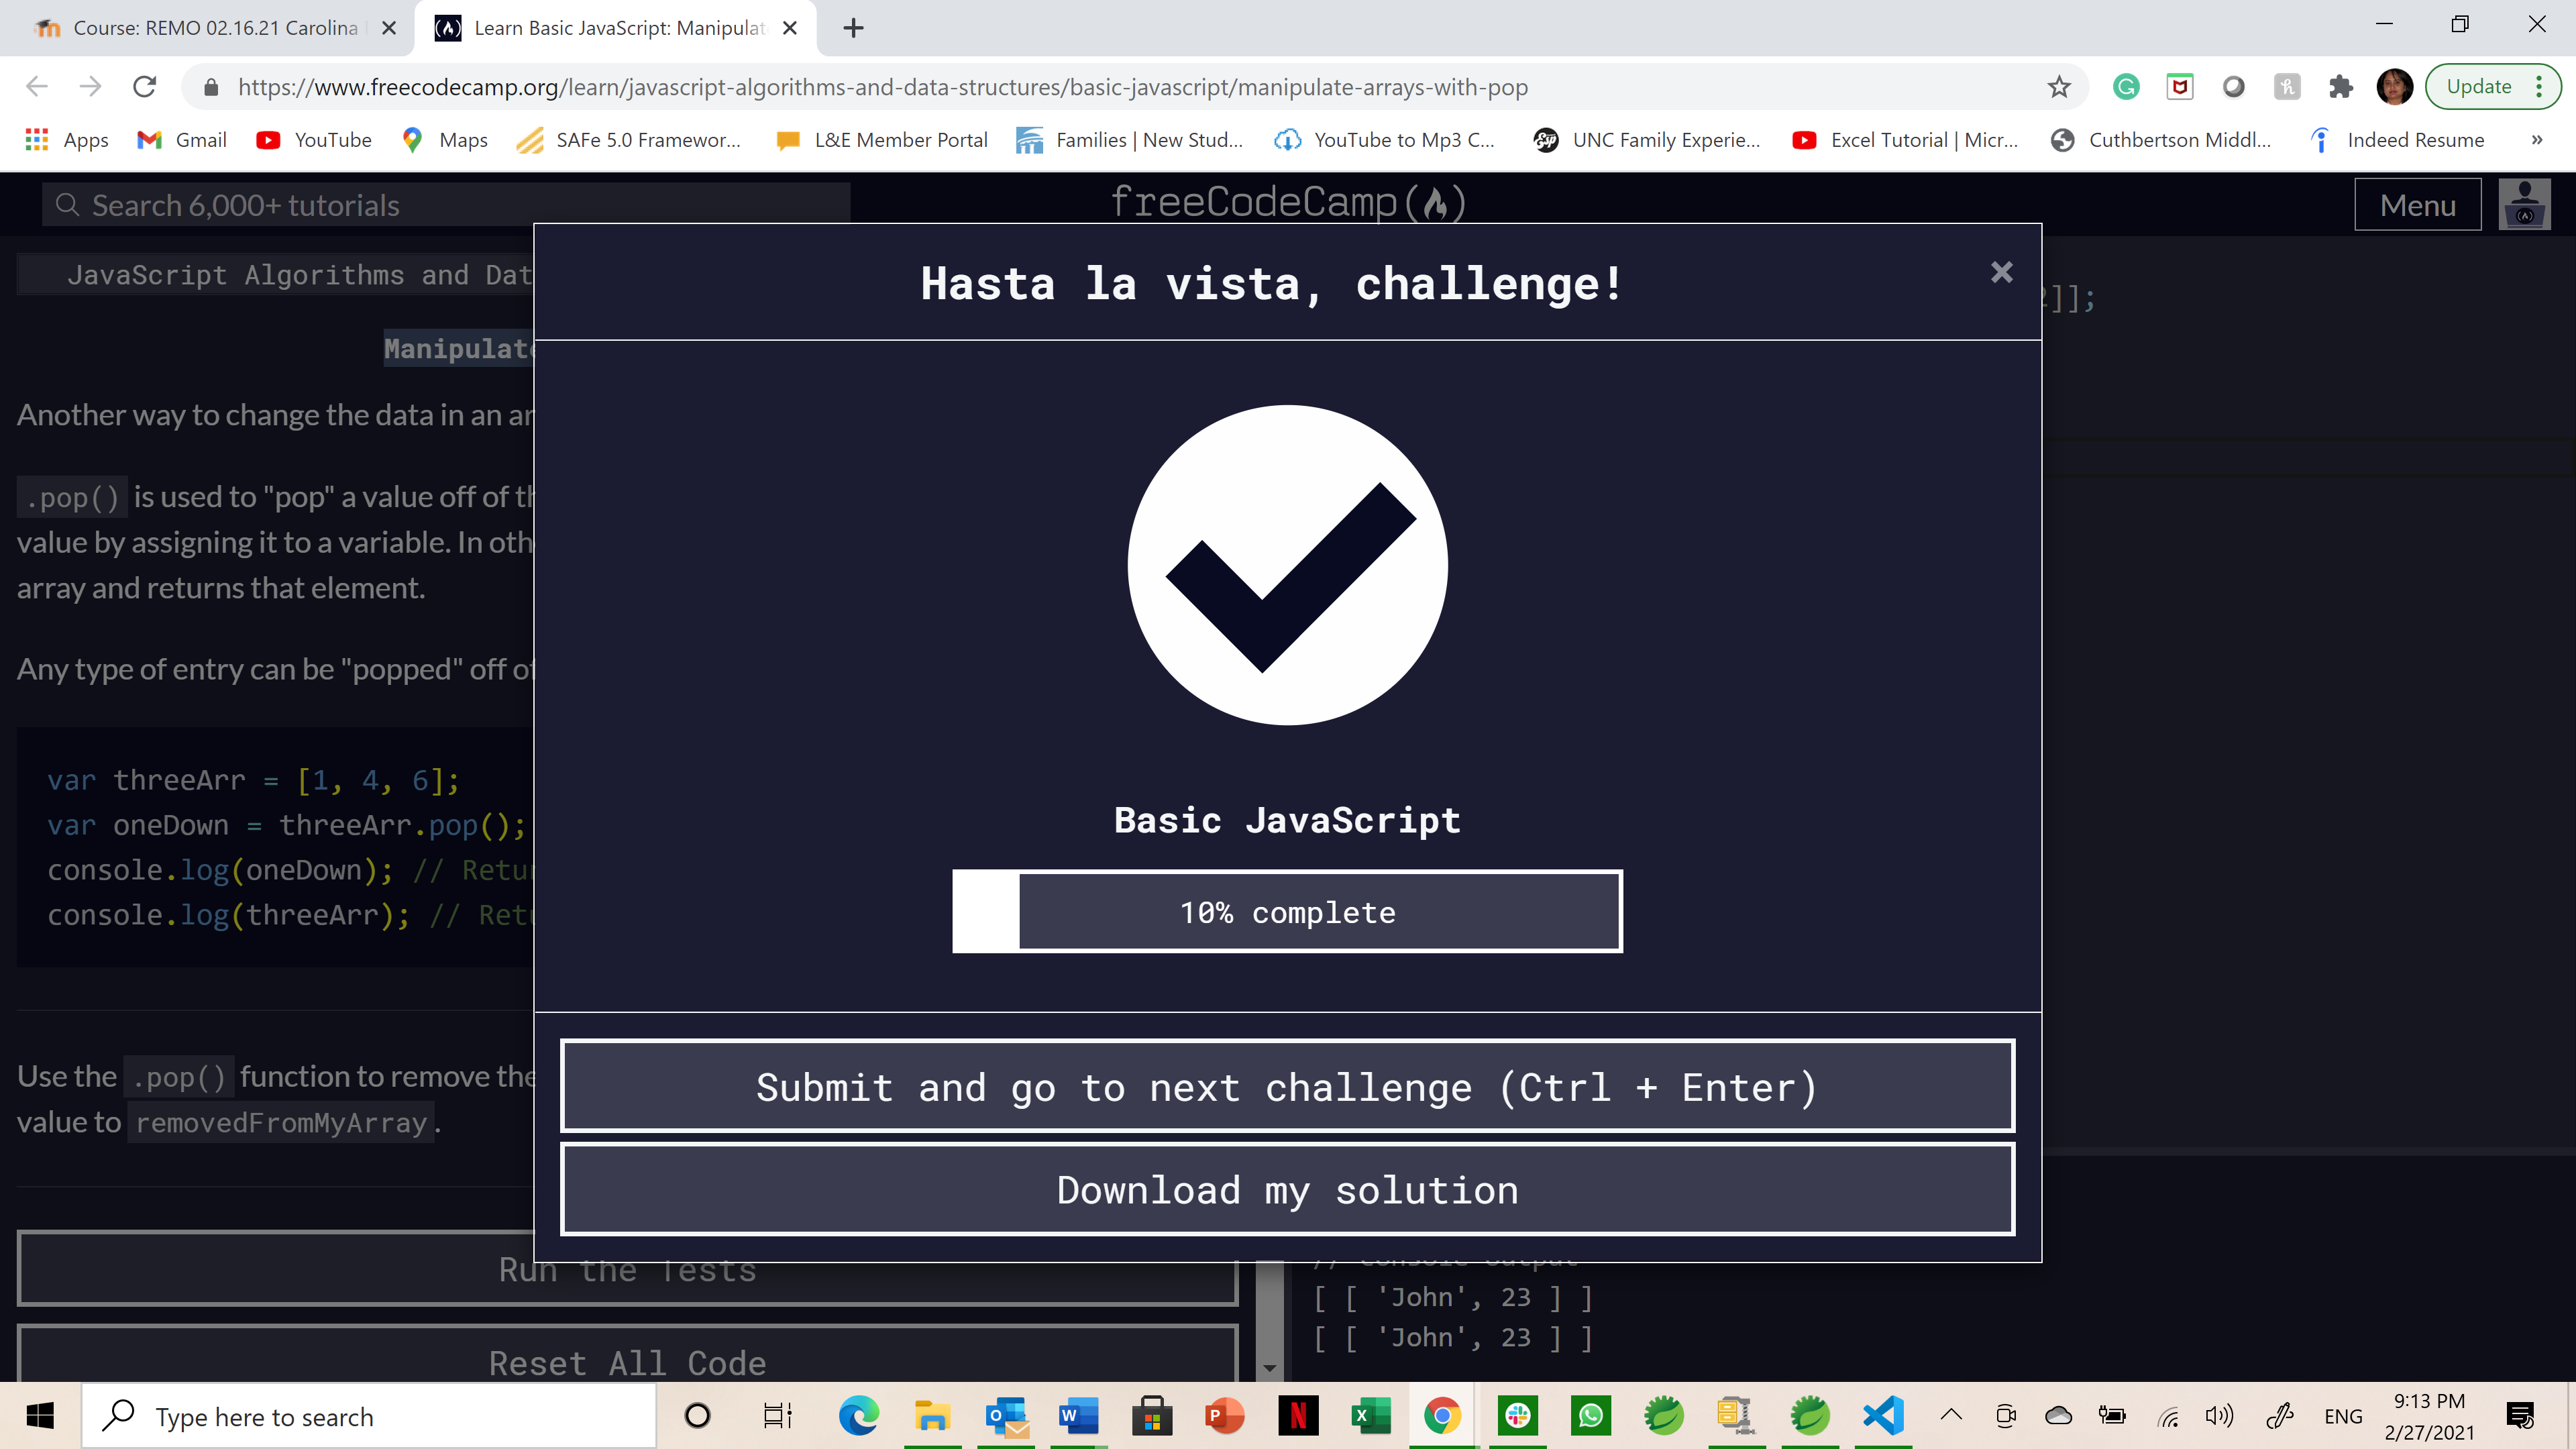 Course: REMO 02.16.21 Carolina
Learn Basic JavaScript: Manipulat
https://www.freecodecamp.org/learn/javascript-algorithms-and-data-structures/basic-javascript/manipulate-arrays-with-pop
Update
Apps
Gmail
YouTube
Maps
SAFe 5.0 Framewor...
L&E Member Portal
Families | New Stud...
YouTube to Mp3 C...
UNC Family Experie...
Excel Tutorial | Micr...
Cuthbertson Middl...
Indeed Resume
»
Search 6,000+ tutorials
freeCodeCamp(🔥)
Menu
JavaScript Algorithms and Dat
Hasta la vista, challenge!
×
]];
Manipulate
Another way to change the data in an ar
.pop() is used to "pop" a value off of th
value by assigning it to a variable. In oth
array and returns that element.
Any type of entry can be "popped" off of
var threeArr = [1, 4, 6];
var oneDown = threeArr.pop();
console.log(oneDown); // Retur
console.log(threeArr); // Retu
Basic JavaScript
10% complete
Use the .pop() function to remove the
value to removedFromMyArray.
Submit and go to next challenge (Ctrl + Enter)
Download my solution
Run the Tests
Reset All Code
// console output
[ [ 'John', 23 ] ]
[ [ 'John', 23 ] ]
Type here to search
ENG
9:13 PM
2/27/2021